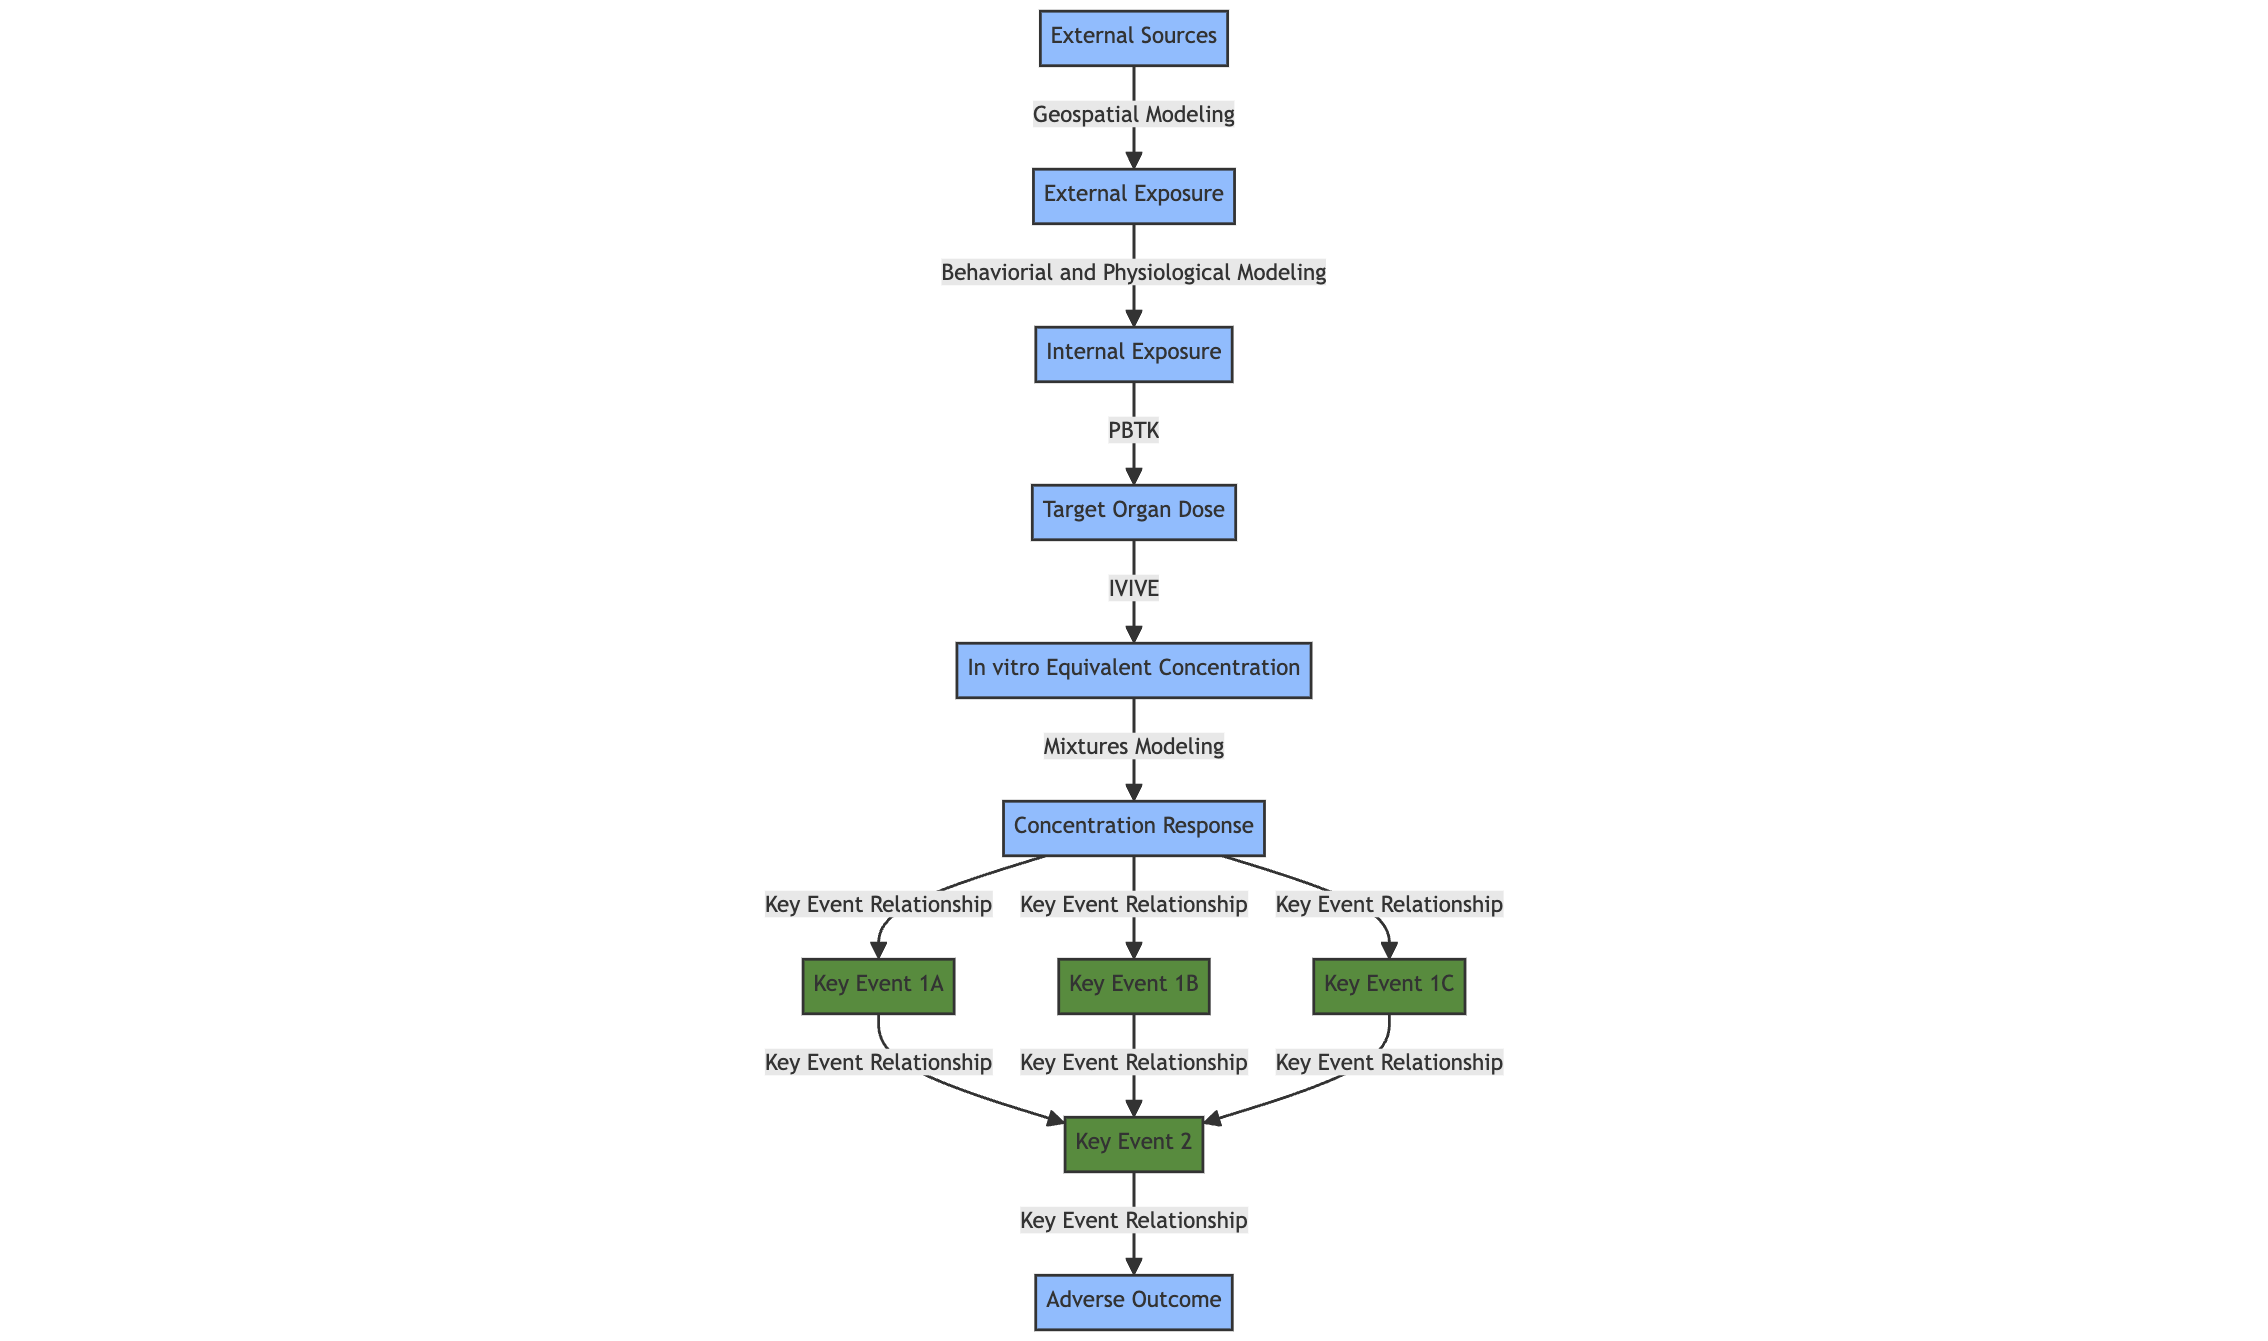 External Sources
Geospatial Modeling
External Exposure
Behaviorial and Physiological Modeling
Internal Exposure
PBTK
Target Organ Dose
IVIVE
In vitro Equivalent Concentration
Mixtures Modeling
Concentration Response
Key Event Relationship
Key Event Relationship
Key Event Relationship
Key Event 1A
Key Event 1B
Key Event 1C
Key Event Relationship
Key Event Relationship
Key Event Relationship
Key Event 2
Key Event Relationship
Adverse Outcome